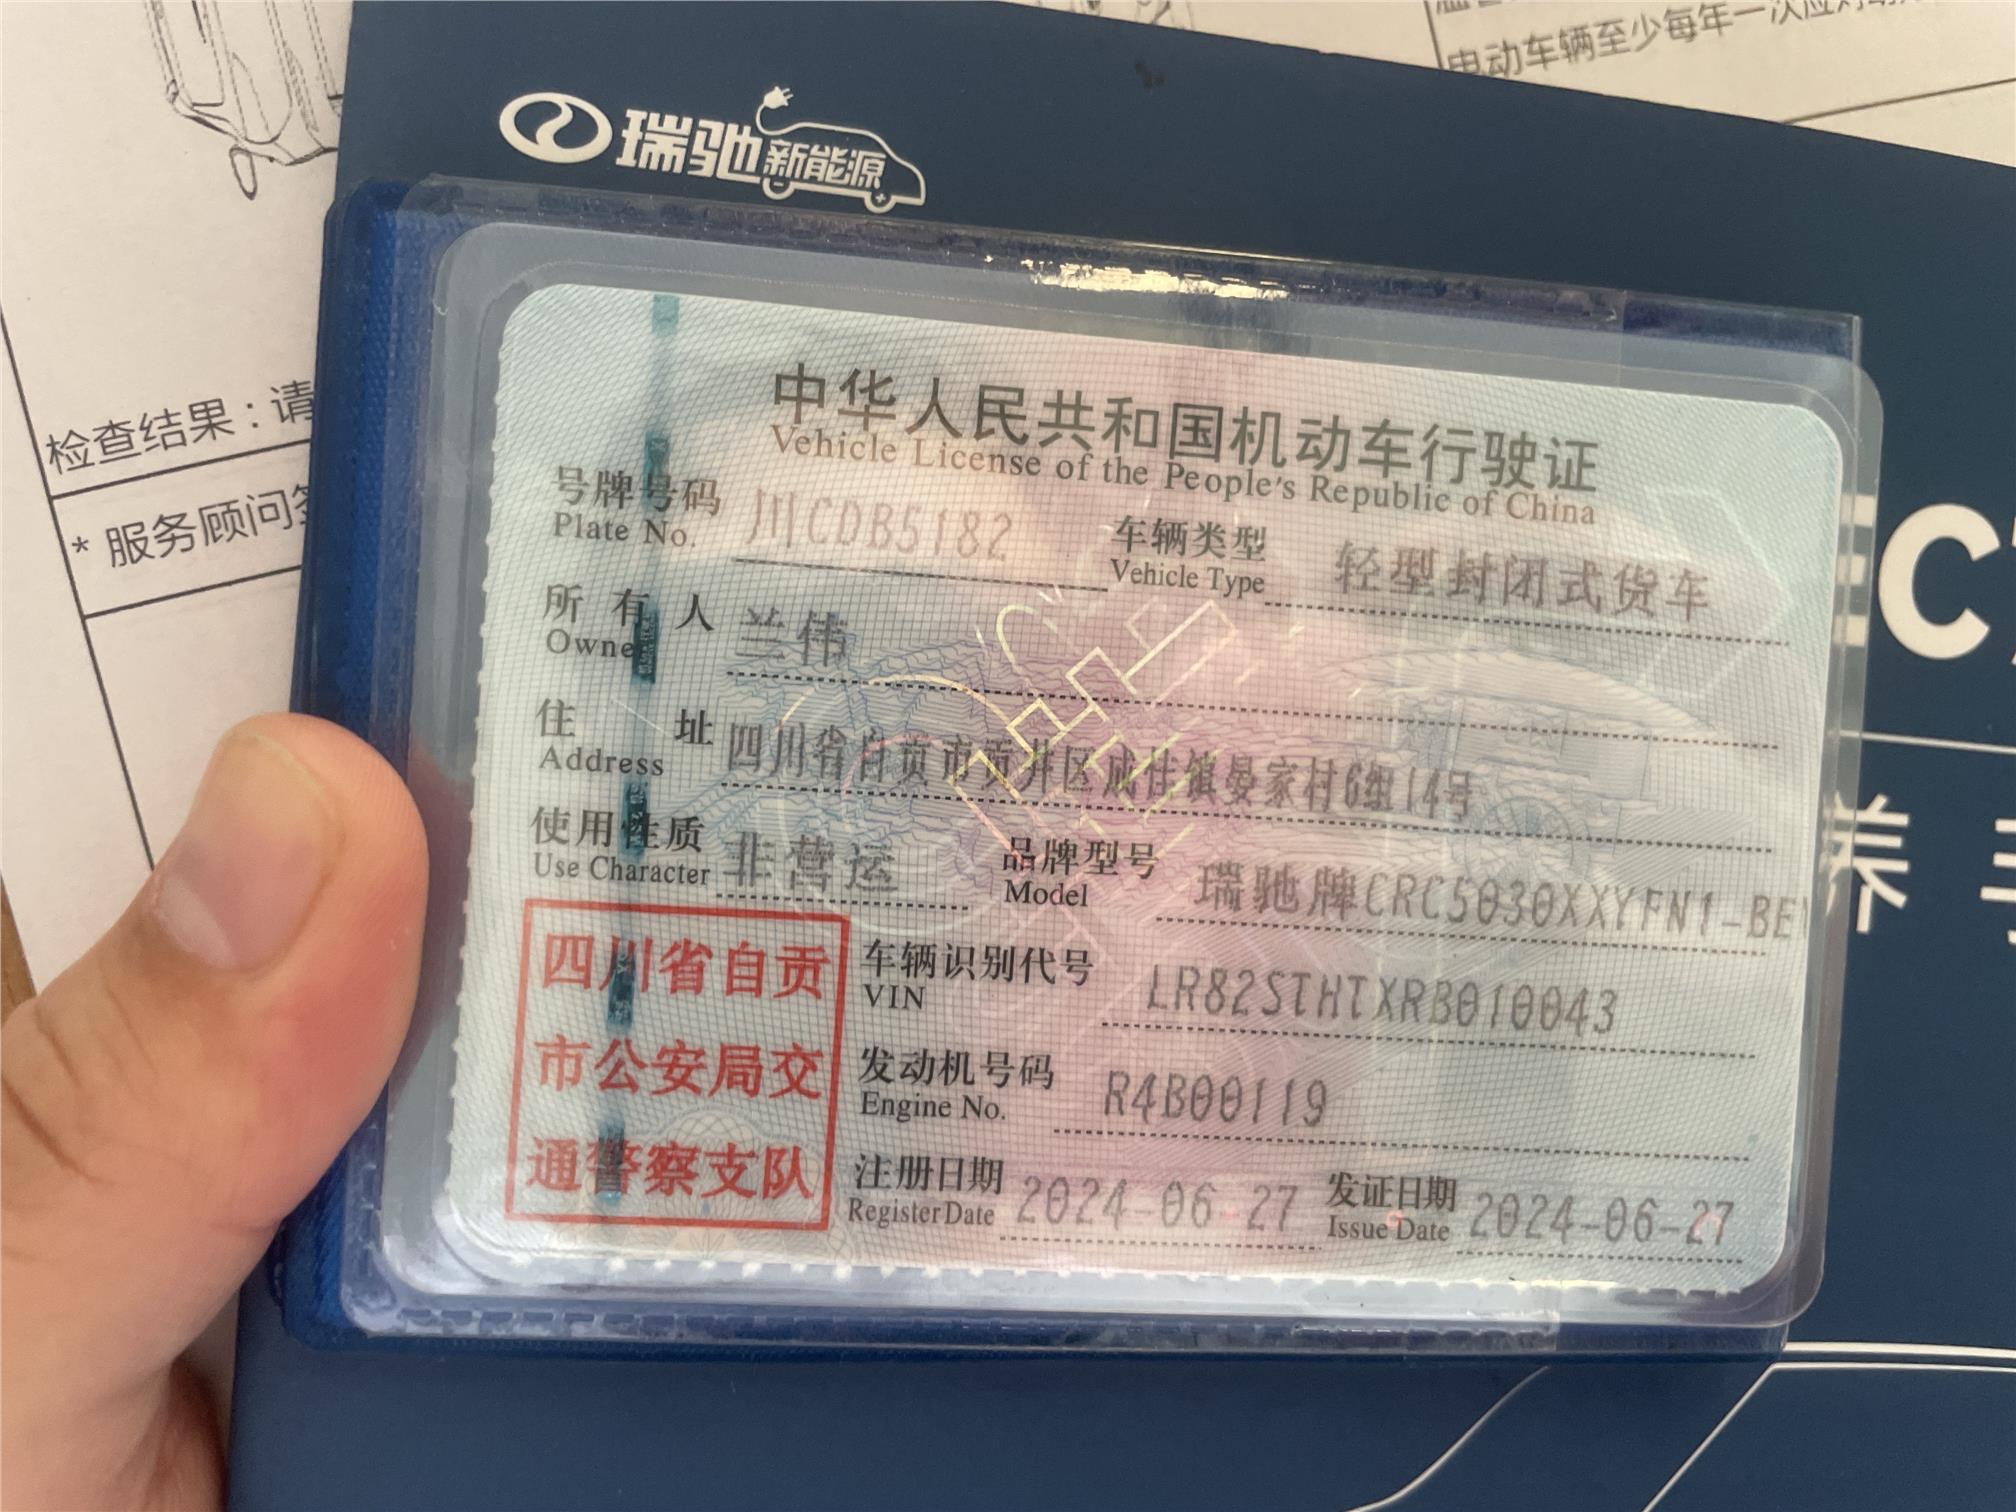 电动车辆至少每年一次应对动
瑞驰新能源
检查结果：请
* 服务顾问签
中华人民共和国机动车行驶证
Vehicle License of the People's Republic of China
号牌号码 川CDB5182 车辆类型 轻型封闭式货车
Plate No. Vehicle Type
所有人 兰伟
Owner
住址 四川省自贡市贡井区成佳镇晏家村6组14号
Address
使用性质 非营运 品牌型号 瑞驰牌CRC5030XXYFN1-BEV
Use Character Model
四川省自贡
市公安局交
通警察支队
车辆识别代号 LR82STHTXRB010043
VIN
发动机号码 R4B00119
Engine No.
注册日期 2024-06-27 发证日期 2024-06-27
Register Date Issue Date
EC